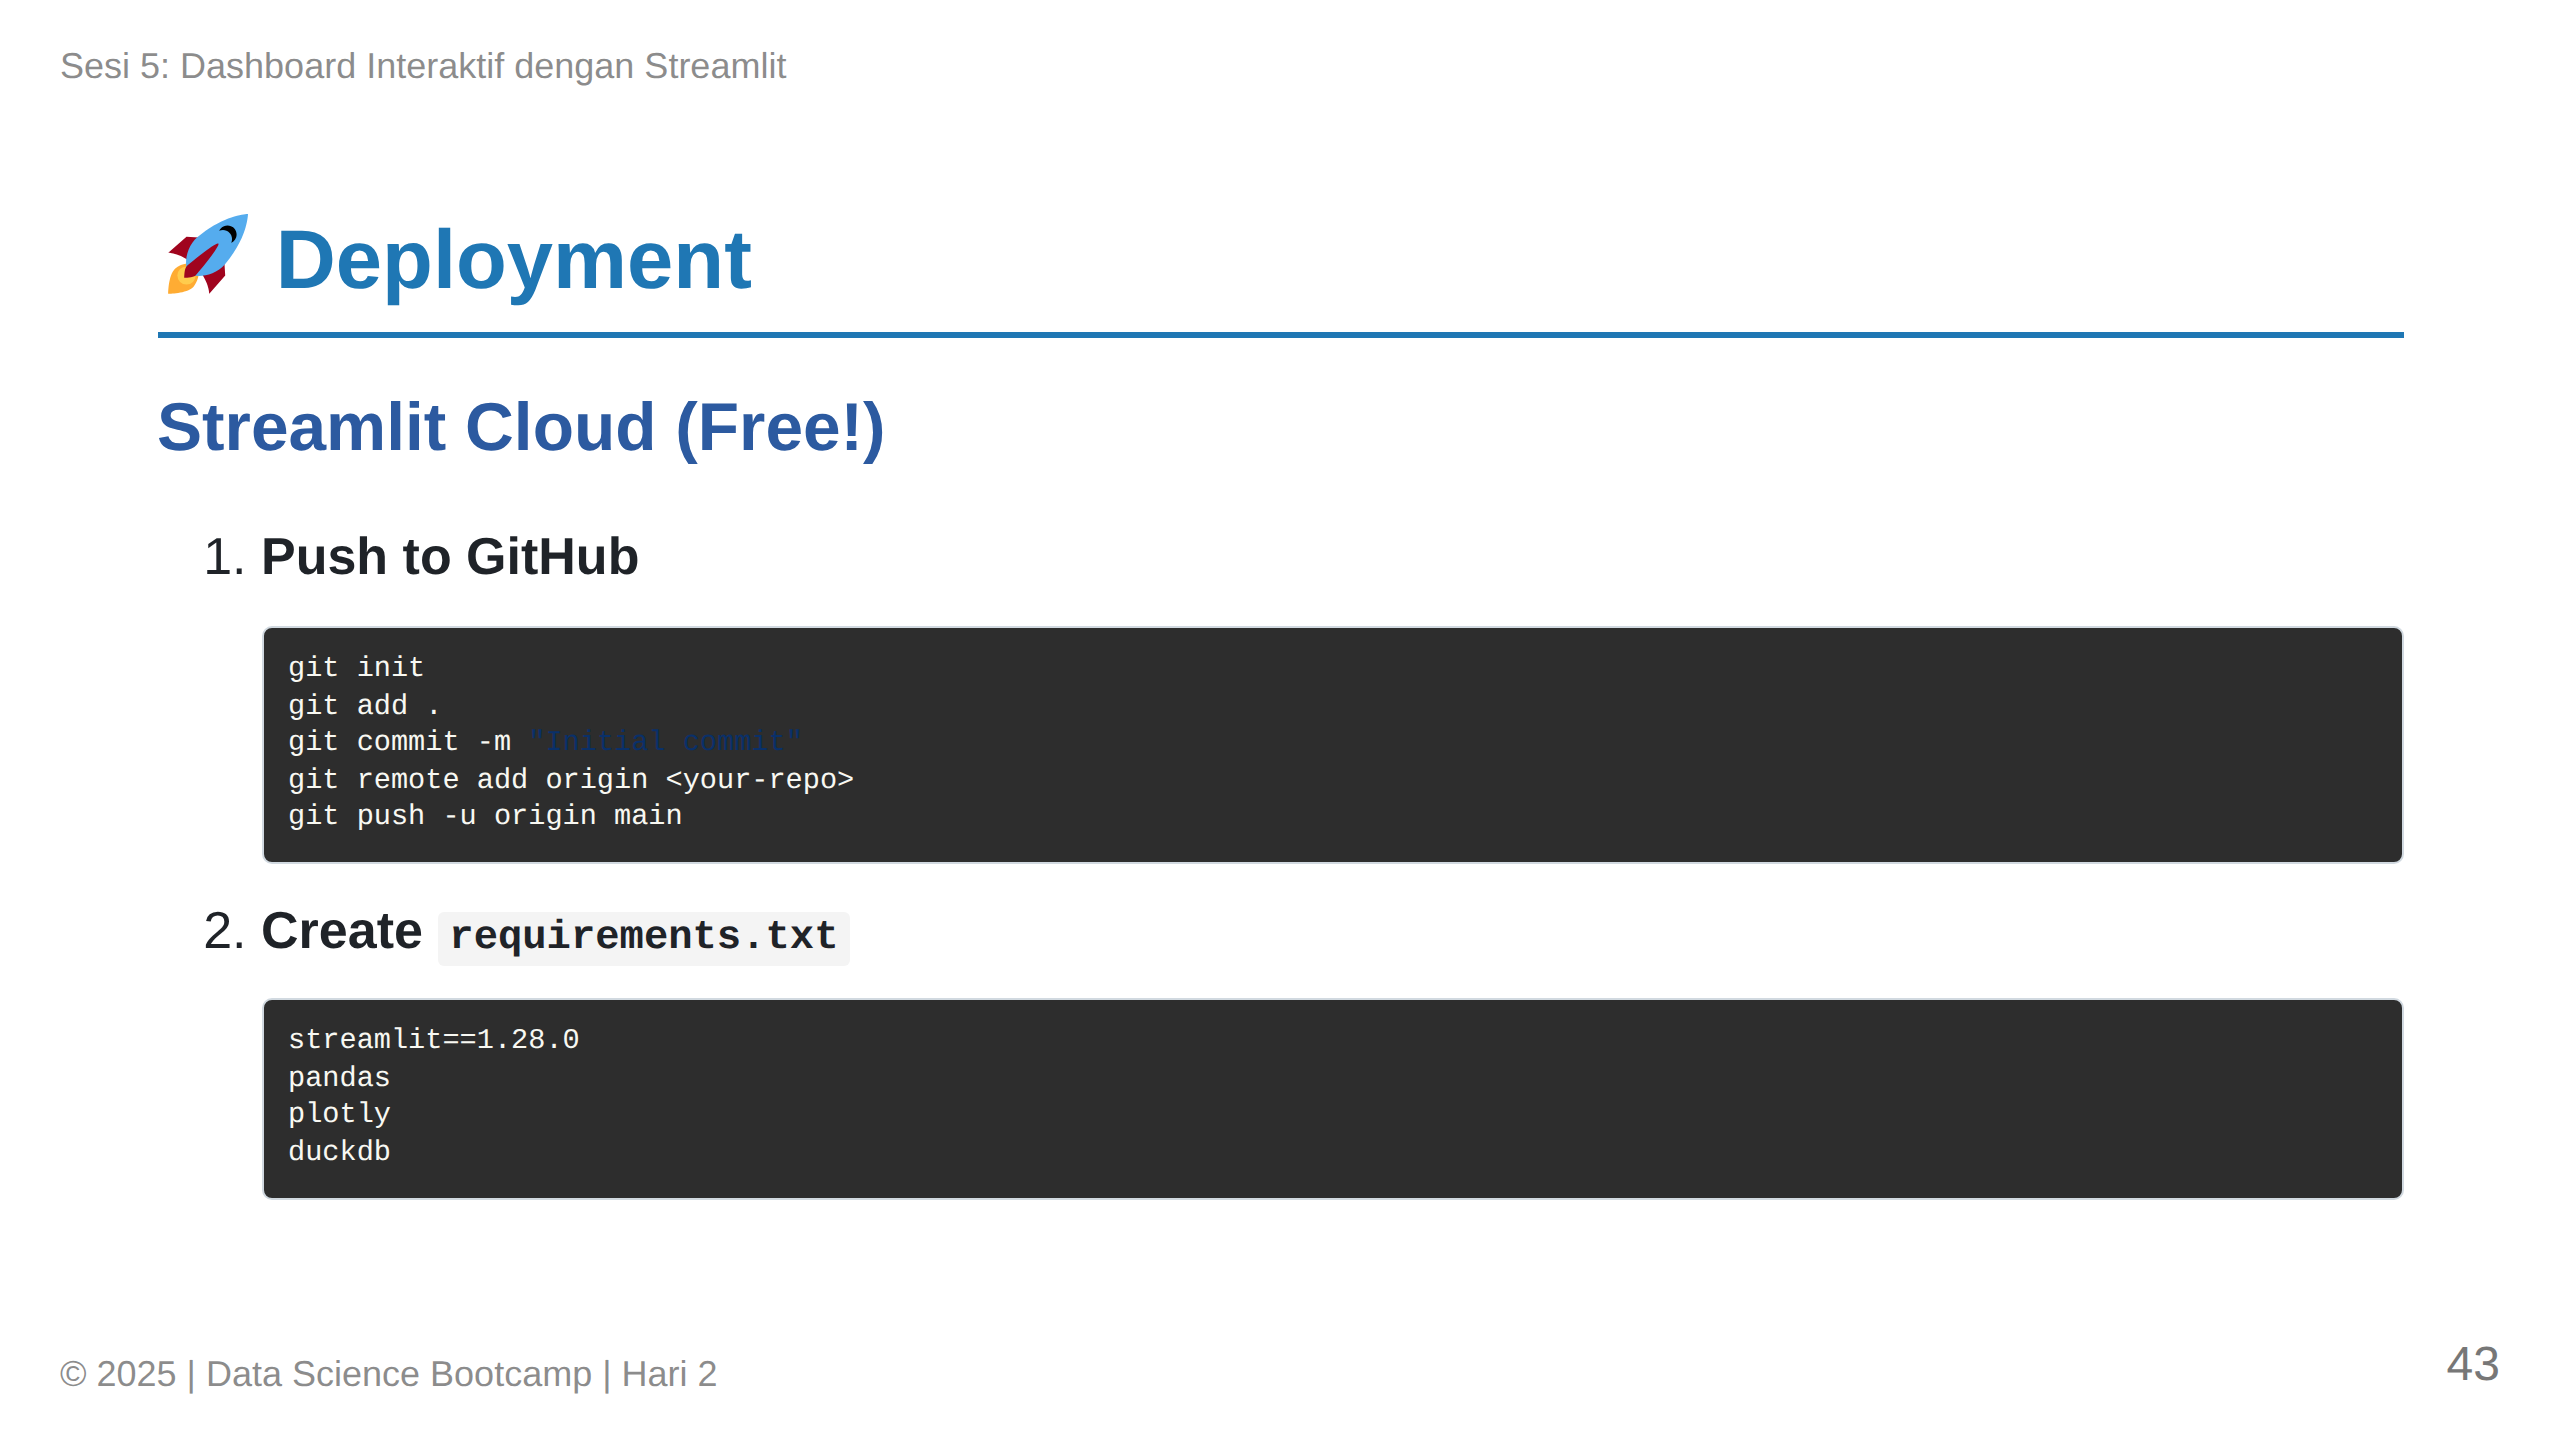 Sesi 5: Dashboard Interaktif dengan Streamlit
🚀 Deployment
Streamlit Cloud (Free!)
1. Push to GitHub
git init
git add .
git commit -m "Initial commit"
git remote add origin <your-repo>
git push -u origin main
2. Create requirements.txt
streamlit==1.28.0
pandas
plotly
duckdb
© 2025 | Data Science Bootcamp | Hari 2
43